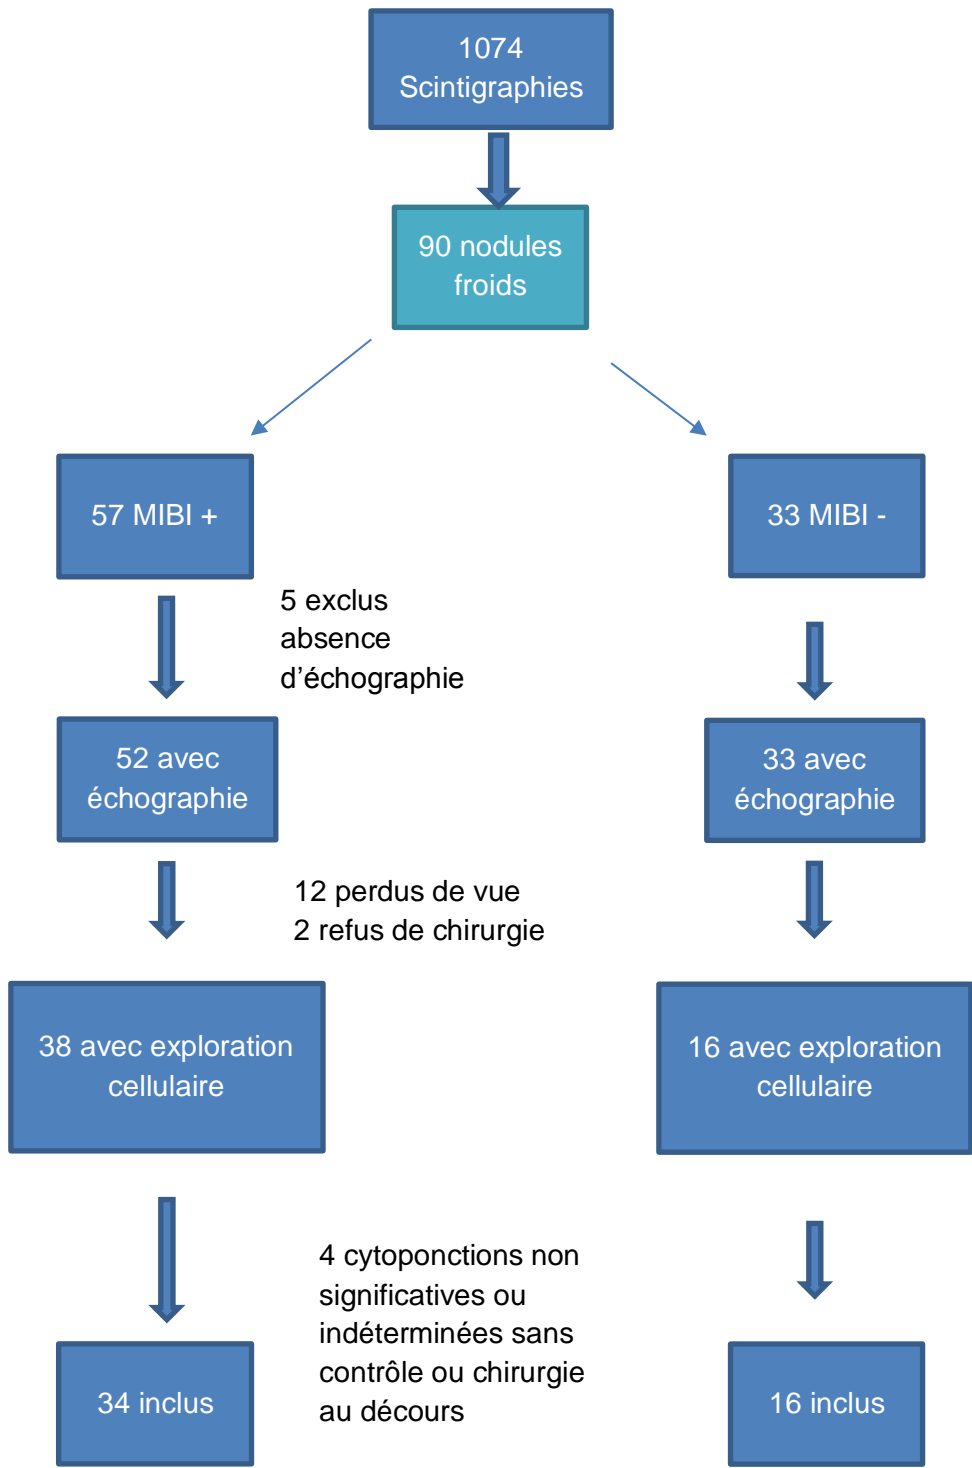 1074
Scintigraphies
90 nodules
froids
57 MIBI +
33 MIBI -
5 exclus
absence
d’échographie
52 avec
échographie
33 avec
échographie
12 perdus de vue
2 refus de chirurgie
38 avec exploration
cellulaire
16 avec exploration
cellulaire
4 cytoponctions non
significatives ou
indéterminées sans
contrôle ou chirurgie
au décours
34 inclus
16 inclus